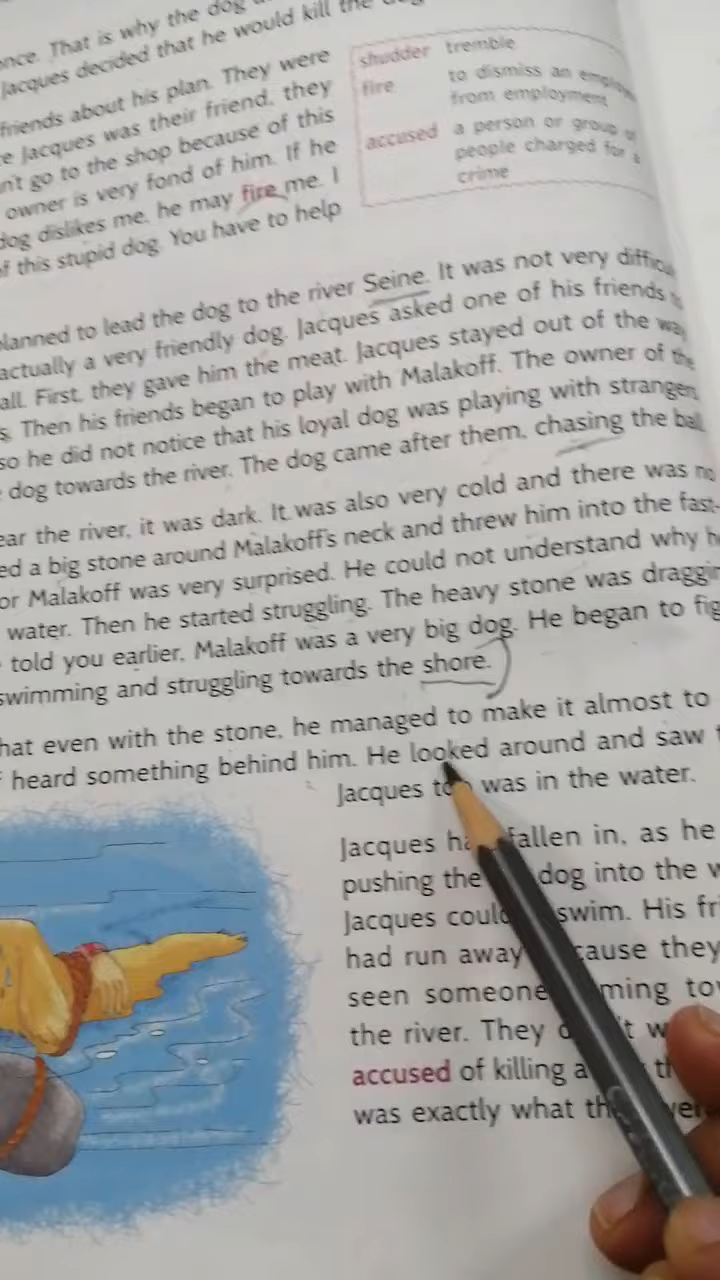 ence. That is why the dog
Jacques decided that he would kill the
friends about his plan. They were
e Jacques was their friend, they
n't go to the shop because of this
owner is very fond of him. If he
dog dislikes me, he may fire me. I
f this stupid dog. You have to help
shudder tremble
fire to dismiss an
from employment
accused a person or group
people charged for a
crime
planned to lead the dog to the river Seine. It was not very
actually a very friendly dog. Jacques asked one of his friends
all. First, they gave him the meat. Jacques stayed out of the way
s. Then his friends began to play with Malakoff. The owner of the
so he did not notice that his loyal dog was playing with strangers
dog towards the river. The dog came after them, chasing the ball
ear the river, it was dark. It was also very cold and there was no
ed a big stone around Malakoff's neck and threw him into the fast-
or Malakoff was very surprised. He could not understand why h
water. Then he started struggling. The heavy stone was draggin
told you earlier, Malakoff was a very big dog. He began to fig
swimming and struggling towards the shore.
hat even with the stone, he managed to make it almost to
heard something behind him. He looked around and saw
Jacques was in the water.
Jacques fallen in, as he
pushing the dog into the
Jacques swim. His
had run away they
seen someone
the river. They
accused of killing
was exactly what